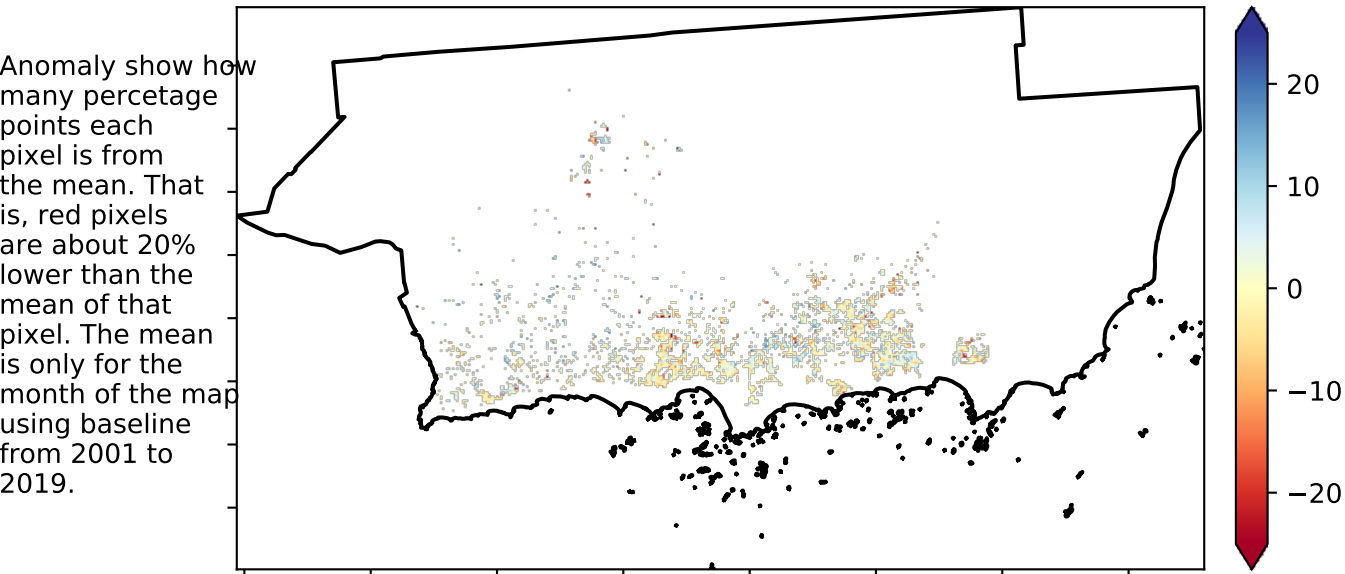 Anomaly show how
many percetage
points each
pixel is from
the mean. That
is, red pixels
are about 20%
lower than the
mean of that
pixel. The mean
is only for the
month of the map
using baseline
from 2001 to
2019.
20
10
0
−10
−20